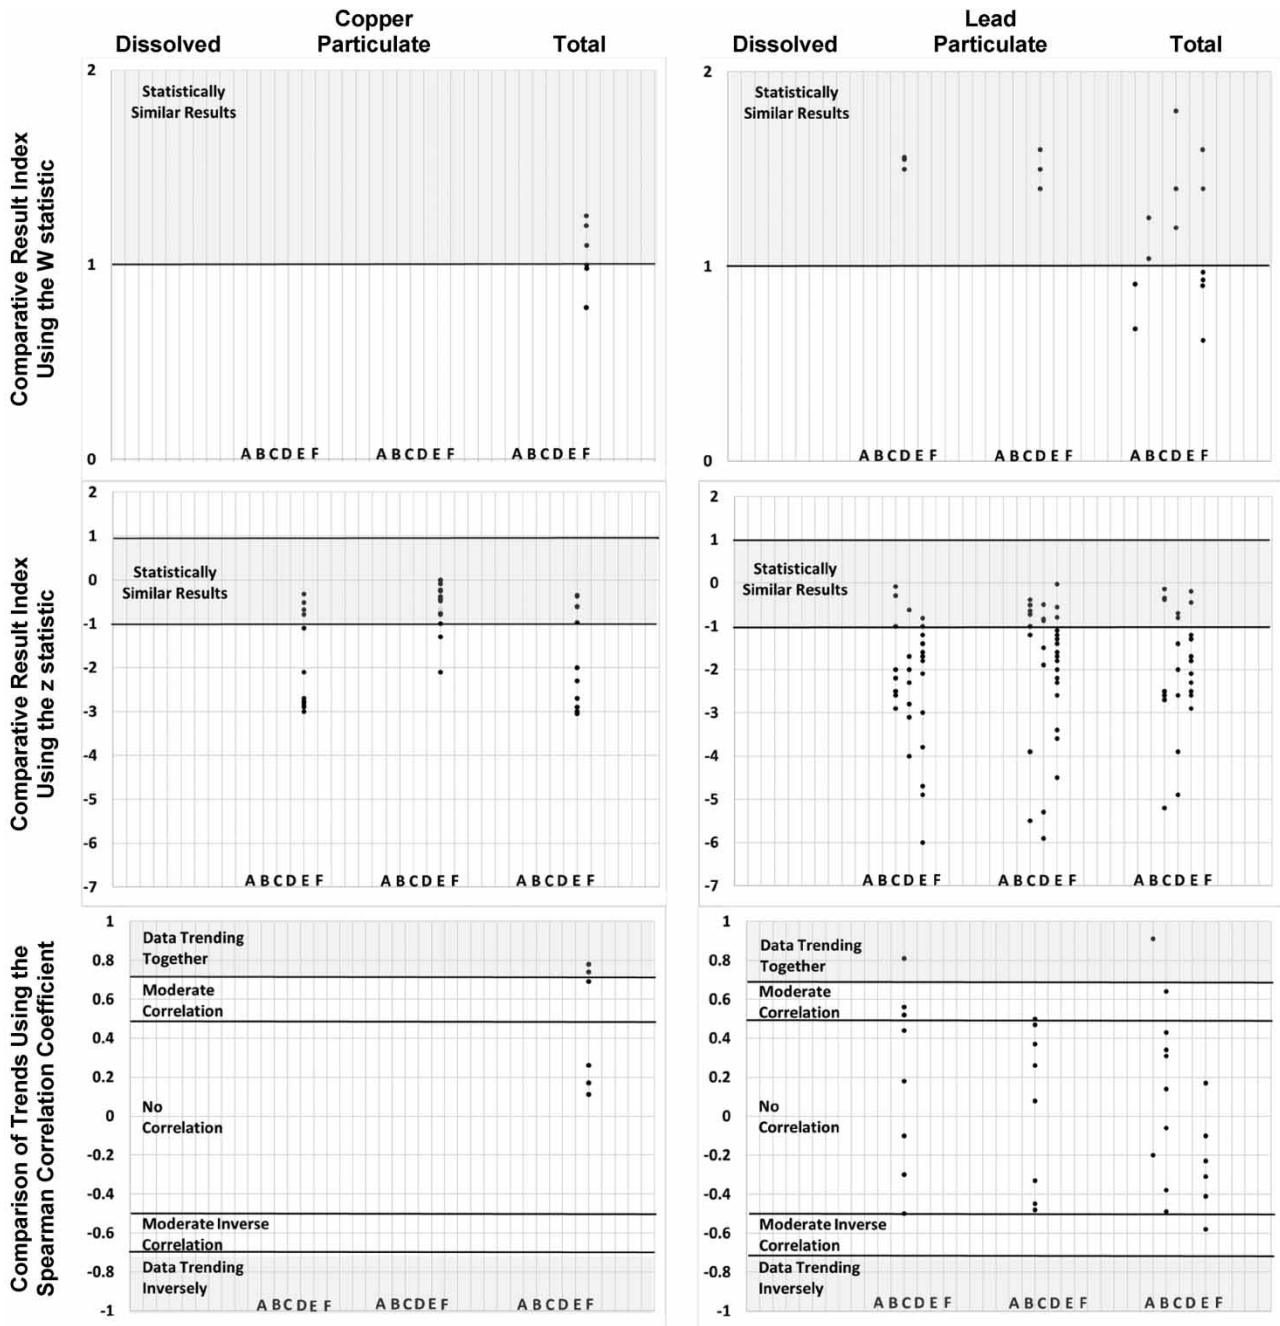 Copper
Lead
Dissolved Particulate Total
Dissolved Particulate Total
Comparative Result Index
Using the W statistic
2
1
0
Statistically
Similar Results
A B C D E F A B C D E F A B C D E F
2
1
0
Statistically
Similar Results
A B C D E F A B C D E F A B C D E F
Comparative Result Index
Using the z statistic
2
1
0
-1
-2
-3
-4
-5
-6
-7
Statistically
Similar Results
A B C D E F A B C D E F A B C D E F
2
1
0
-1
-2
-3
-4
-5
-6
-7
Statistically
Similar Results
A B C D E F A B C D E F A B C D E F
Comparison of Trends Using the
Spearman Correlation Coefficient
1
0.8
0.6
0.4
0.2
0
-0.2
-0.4
-0.6
-0.8
-1
Data Trending
Together
Moderate
Correlation
No
Correlation
Moderate Inverse
Correlation
Data Trending
Inversely
A B C D E F A B C D E F A B C D E F
1
0.8
0.6
0.4
0.2
0
-0.2
-0.4
-0.6
-0.8
-1
Data Trending
Together
Moderate
Correlation
No
Correlation
Moderate Inverse
Correlation
Data Trending
Inversely
A B C D E F A B C D E F A B C D E F